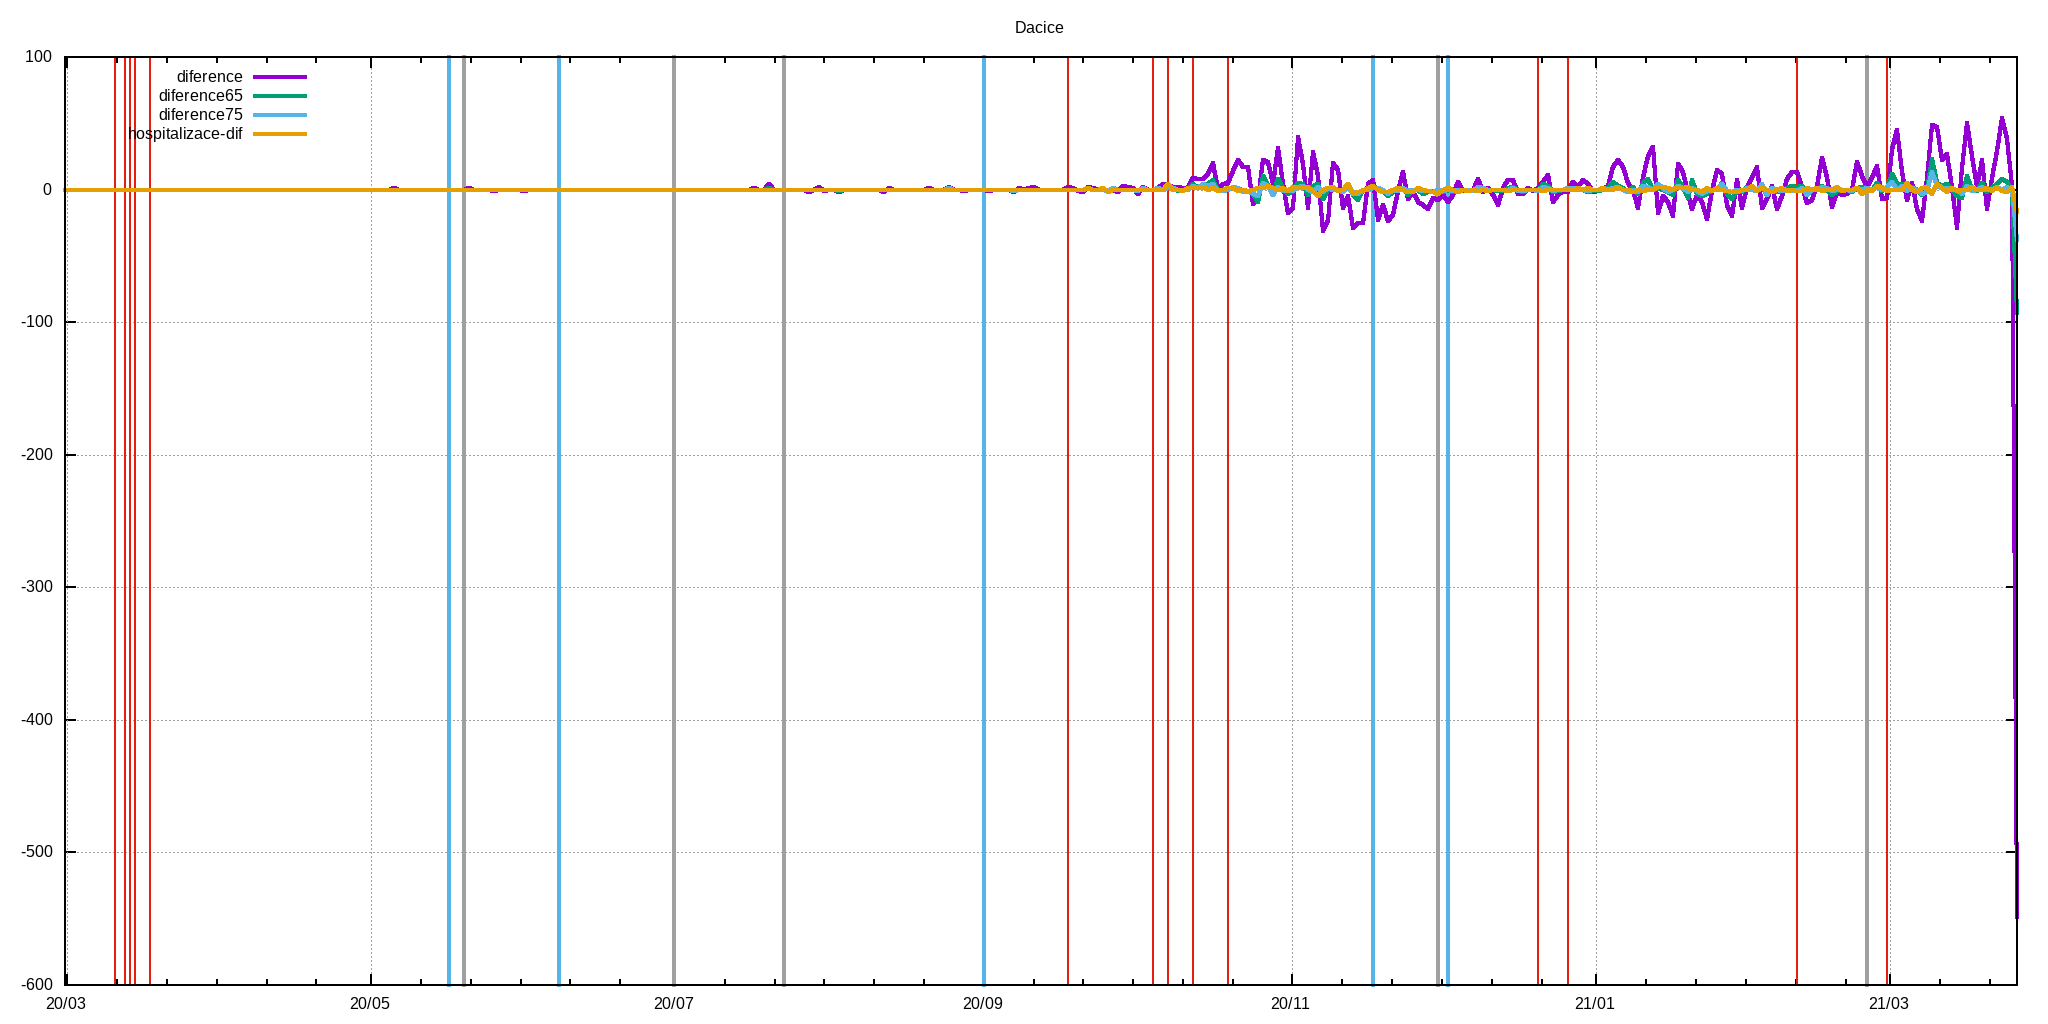 Dacice
100
diference
diference65
diference75
hospitalizace-dif
0
-100
-200
-300
-400
-500
-600
20/03 20/05 20/07 20/09 20/11 21/01 21/03